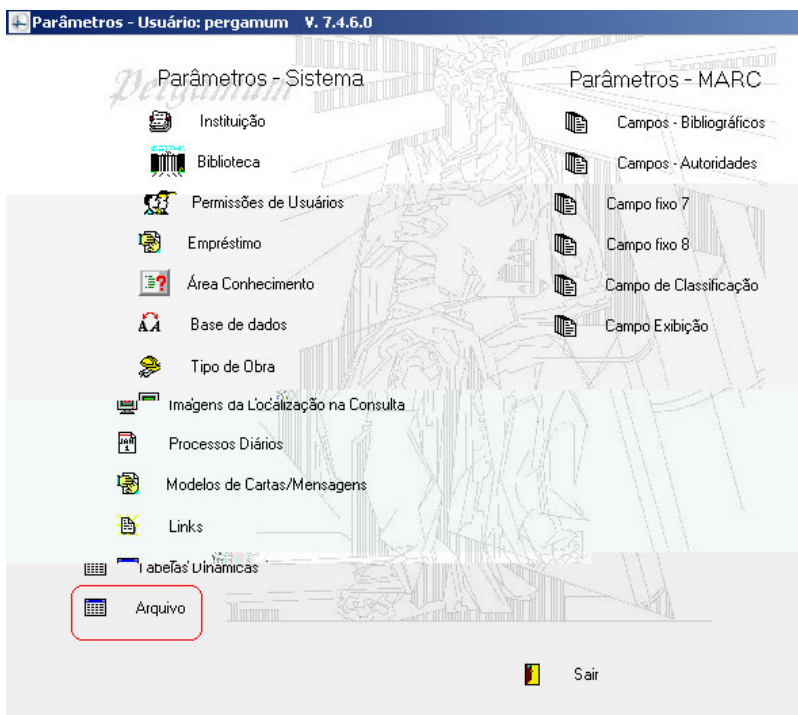 Parâmetros - Usuário: pergamum V. 7.4.6.0
Pergamum
Parâmetros - Sistema
Instituição
Biblioteca
Permissões de Usuários
Empréstimo
Área Conhecimento
Base de dados
Tipo de Obra
Imagens da Localização na Consulta
Processos Diários
Modelos de Cartas/Mensagens
Links
Tabelas Dinâmicas
Arquivo
Parâmetros - MARC
Campos - Bibliográficos
Campos - Autoridades
Campo fixo 7
Campo fixo 8
Campo de Classificação
Campo Exibição
Sair